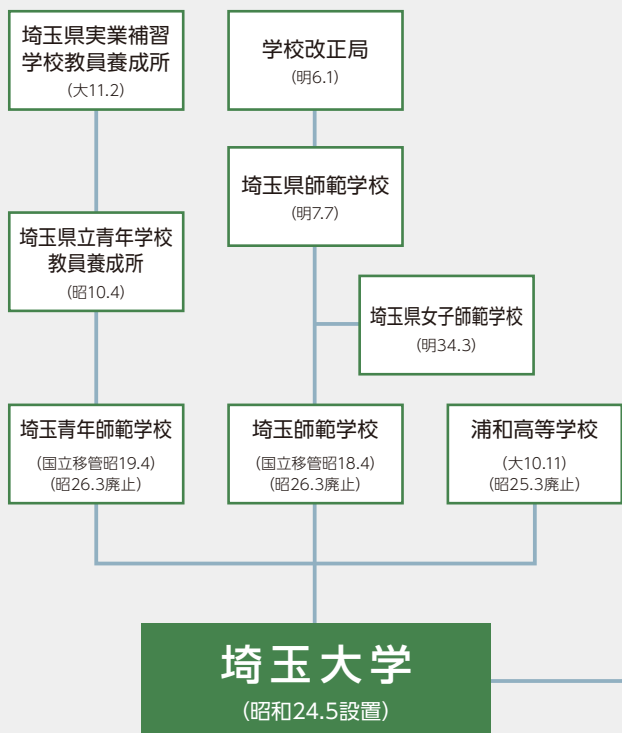 埼玉県実業補習
学校教員養成所
(大11.2)
学校改正局
(明6.1)
埼玉県師範学校
(明7.7)
埼玉県立青年学校
教員養成所
(昭10.4)
埼玉県女子師範学校
(明34.3)
埼玉青年師範学校
(国立移管昭19.4)
(昭26.3廃止)
埼玉師範学校
(国立移管昭18.4)
(昭26.3廃止)
浦和高等学校
(大10.11)
(昭25.3廃止)
埼玉大学
(昭和24.5設置)